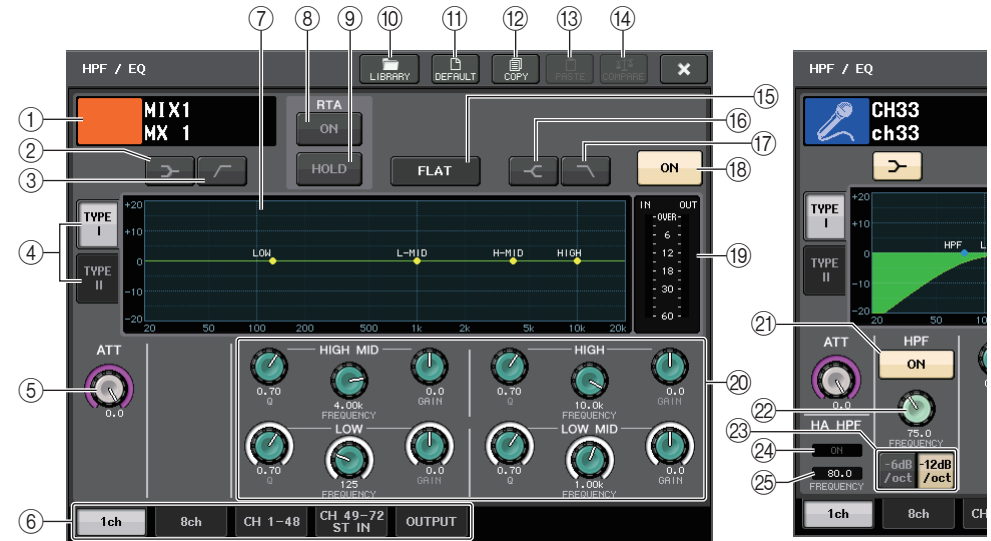 ⑦ ⑧ ⑨ ⑩ ⑪ ⑫ ⑬ ⑭
HPF / EQ
LIBRARY DEFAULT COPY PASTE COMPARE ×
① MIX1
MX 1
RTA
⑧ ON
HOLD
FLAT
ON
⑮
⑯
⑰
⑱
②
③
④
TYPE
I
TYPE
II
+20
+10
0
-10
-20
LOW L-MID H-MID HIGH
20 50 100 200 500 1k 2k 5k 10k 20k
IN OUT
OVER
6
12
18
30
60
⑲
ATT
⑤
0.0
HIGH MID
0.70
Q
4.00k
FREQUENCY
0.0
GAIN
HIGH
0.70
Q
10.0k
FREQUENCY
0.0
GAIN
⑳
LOW
0.70
Q
125
FREQUENCY
0.0
GAIN
LOW MID
0.70
Q
1.00k
FREQUENCY
0.0
GAIN
⑥
1ch 8ch CH 1-48 CH 49-72
ST IN OUTPUT
HPF / EQ
CH33
ch33
TYPE
I
TYPE
II
+20
+10
0
-10
-20
HPF L
20 50 10
㉑
ATT
0.0
HPF
ON
㉒
75.0
FREQUENCY
㉓
HA HPF
㉔
ON
㉕
80.0
FREQUENCY
-6dB
/oct
-12dB
/oct
1ch 8ch CH